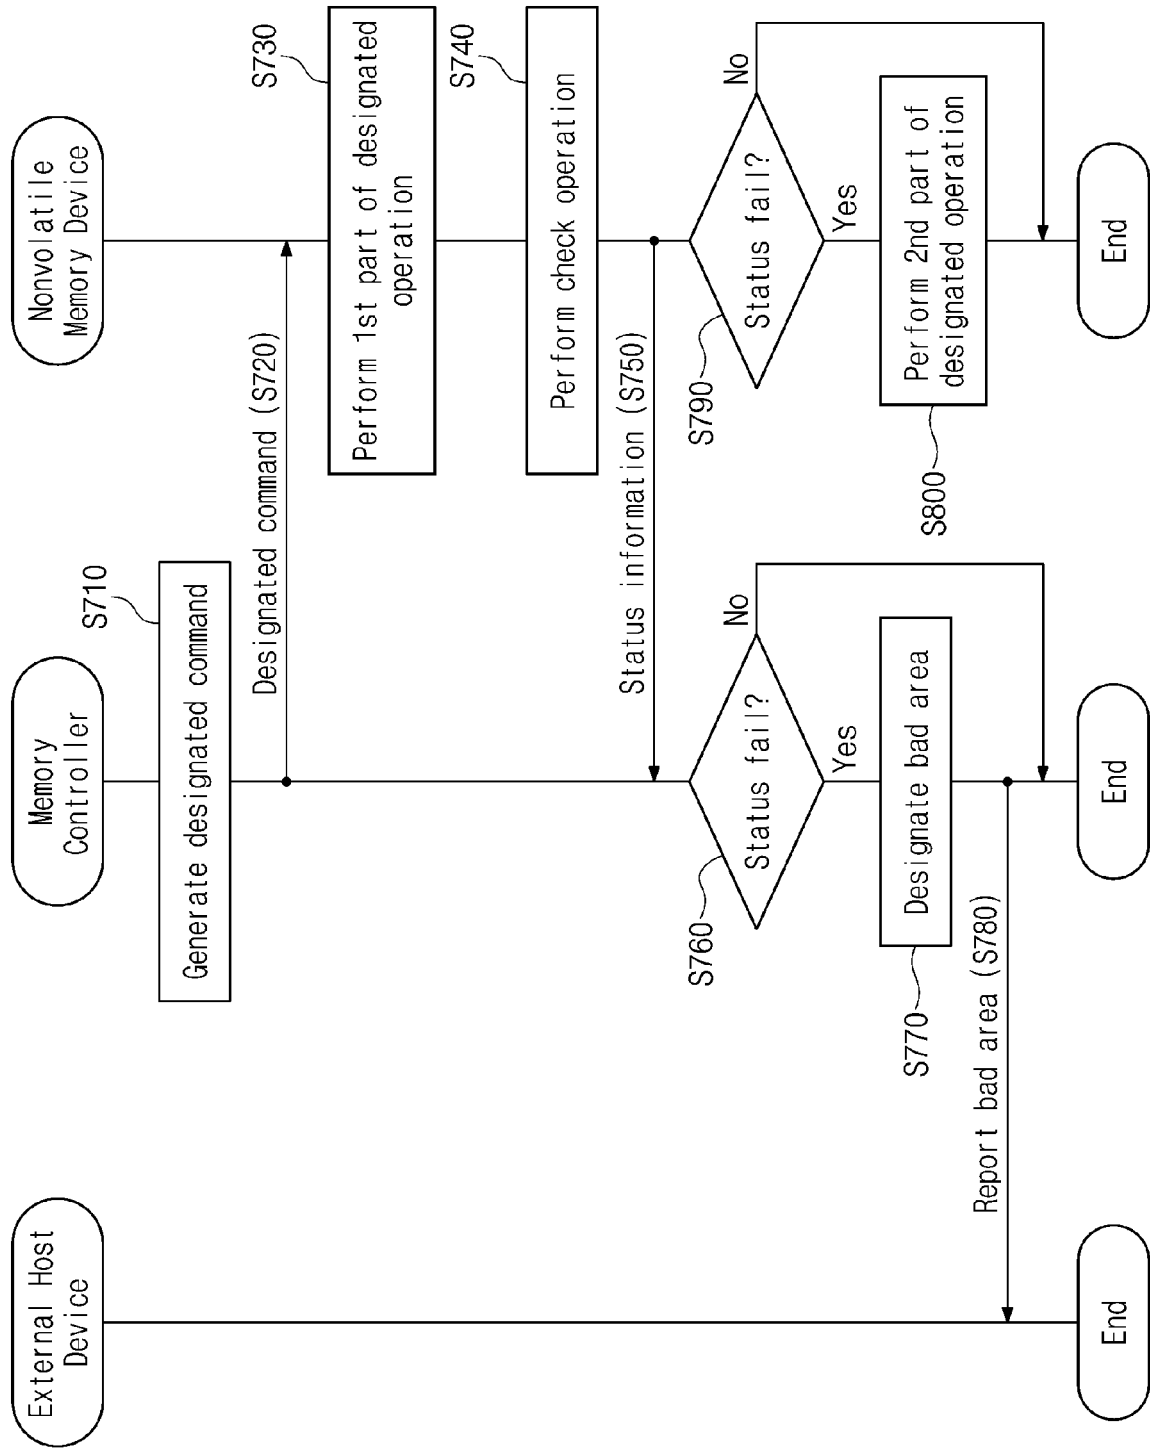 External Host
Device
Memory
Controller
Nonvolatile
Memory Device
S710
Generate designated command
Designated command (S720)
S730
Perform 1st part of designated
operation
S740
Perform check operation
Status information (S750)
S760
Status fail?
No
Yes
S790
Status fail?
No
Yes
S770
Designate bad area
S800
Perform 2nd part of
designated operation
Report bad area (S780)
End
End
End